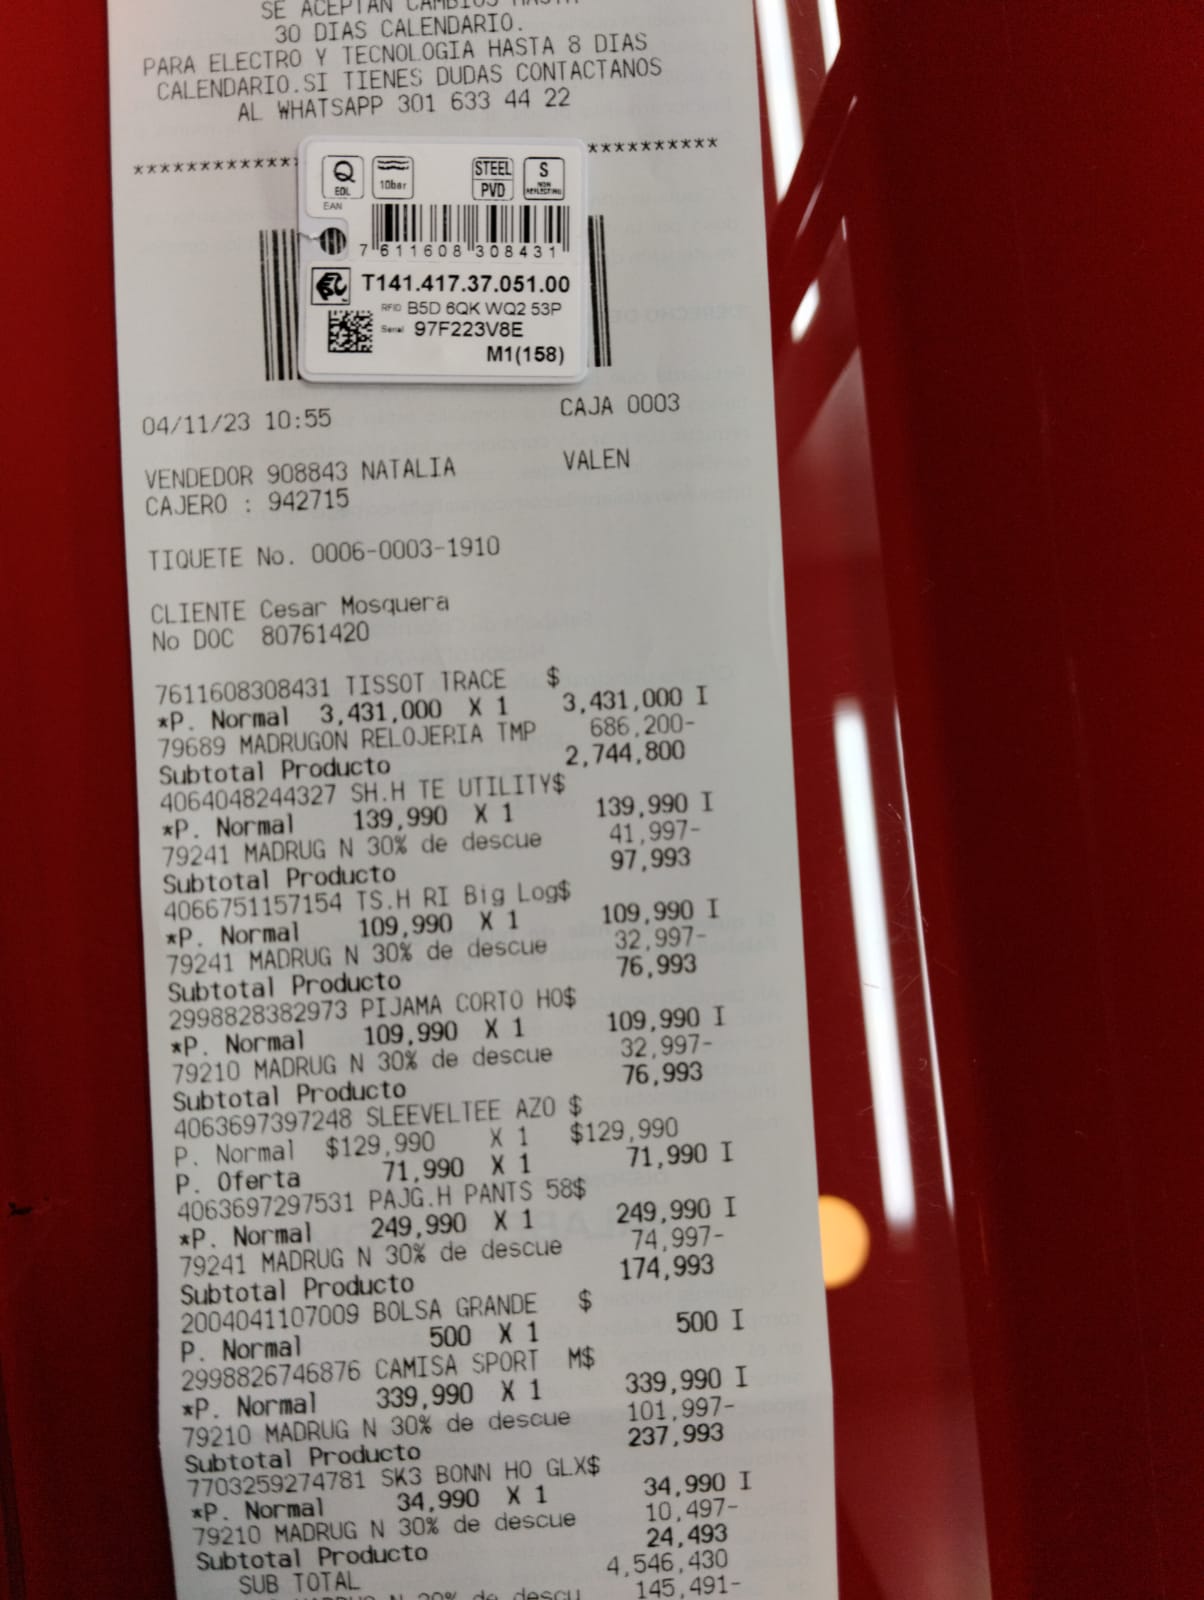 SE ACEPTAN CAMBIOS HASTA
30 DIAS CALENDARIO.
PARA ELECTRO Y TECNOLOGIA HASTA 8 DIAS
CALENDARIO.SI TIENES DUDAS CONTACTANOS
AL WHATSAPP 301 633 44 22
************ **********
Q EOL 10bar STEEL PVD S NON REFLECTING
EAN
7 611608 308431
T141.417.37.051.00
RFID B5D 6QK WQ2 53P
Serial 97F223V8E
M1(158)
04/11/23 10:55 CAJA 0003
VENDEDOR 908843 NATALIA VALEN
CAJERO : 942715
TIQUETE No. 0006-0003-1910
CLIENTE Cesar Mosquera
No DOC 80761420
7611608308431 TISSOT TRACE $
*P. Normal 3,431,000 X 1 3,431,000 I
79689 MADRUGON RELOJERIA TMP 686,200-
Subtotal Producto 2,744,800
4064048244327 SH.H TE UTILITY$
*P. Normal 139,990 X 1 139,990 I
79241 MADRUG N 30% de descue 41,997-
Subtotal Producto 97,993
4066751157154 TS.H RI Big Log$
*P. Normal 109,990 X 1 109,990 I
79241 MADRUG N 30% de descue 32,997-
Subtotal Producto 76,993
2998828382973 PIJAMA CORTO HO$
*P. Normal 109,990 X 1 109,990 I
79210 MADRUG N 30% de descue 32,997-
Subtotal Producto 76,993
4063697397248 SLEEVELTEE AZO $
P. Normal $129,990 X 1 $129,990
P. Oferta 71,990 X 1 71,990 I
4063697297531 PAJG.H PANTS 58$
*P. Normal 249,990 X 1 249,990 I
79241 MADRUG N 30% de descue 74,997-
Subtotal Producto 174,993
2004041107009 BOLSA GRANDE $
P. Normal 500 X 1 500 I
2998826746876 CAMISA SPORT M$
*P. Normal 339,990 X 1 339,990 I
79210 MADRUG N 30% de descue 101,997-
Subtotal Producto 237,993
7703259274781 SK3 BONN HO GLX$
*P. Normal 34,990 X 1 34,990 I
79210 MADRUG N 30% de descue 10,497-
Subtotal Producto 24,493
SUB TOTAL 4,546,430
N 20% de descu 145,491-